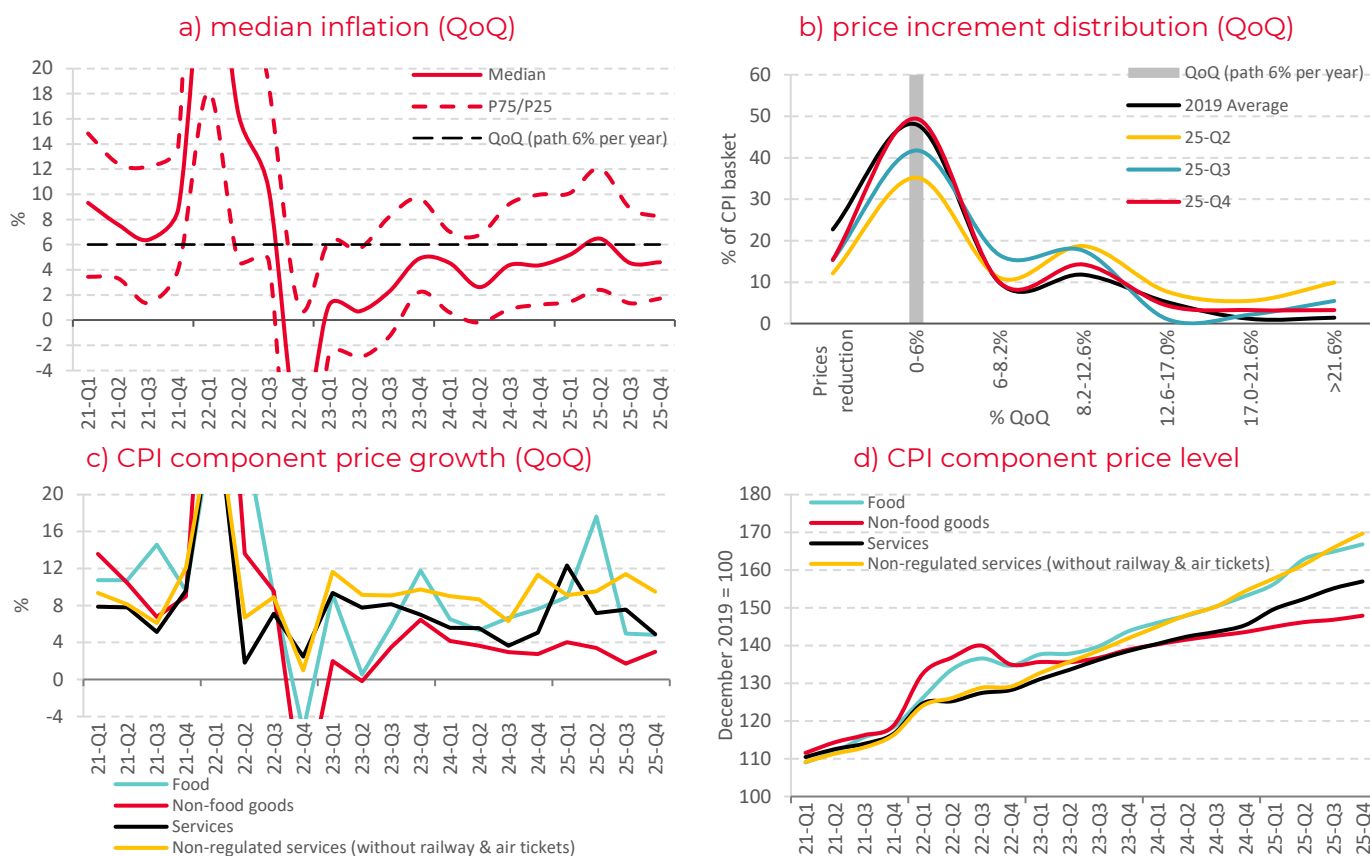 a) median inflation (QoQ)
20
18
16
14
12
10
8
6
4
2
0
-2
-4
%
Median
P75/P25
QoQ (path 6% per year)
21-Q1
21-Q2
21-Q3
21-Q4
22-Q1
22-Q2
22-Q3
22-Q4
23-Q1
23-Q2
23-Q3
23-Q4
24-Q1
24-Q2
24-Q3
24-Q4
25-Q1
25-Q2
25-Q3
25-Q4
b) price increment distribution (QoQ)
60
50
40
30
20
10
0
% of CPI basket
QoQ (path 6% per year)
2019 Average
25-Q2
25-Q3
25-Q4
Prices
reduction
0-6%
6-8.2%
8.2-12.6%
12.6-17.0%
17.0-21.6%
>21.6%
% QoQ
c) CPI component price growth (QoQ)
20
16
12
8
4
0
-4
%
21-Q1
21-Q2
21-Q3
21-Q4
22-Q1
22-Q2
22-Q3
22-Q4
23-Q1
23-Q2
23-Q3
23-Q4
24-Q1
24-Q2
24-Q3
24-Q4
25-Q1
25-Q2
25-Q3
25-Q4
Food
Non-food goods
Services
Non-regulated services (without railway & air tickets)
d) CPI component price level
Food
Non-food goods
Services
Non-regulated services (without railway & air tickets)
180
170
160
150
140
130
120
110
100
December 2019 = 100
21-Q1
21-Q2
21-Q3
21-Q4
22-Q1
22-Q2
22-Q3
22-Q4
23-Q1
23-Q2
23-Q3
23-Q4
24-Q1
24-Q2
24-Q3
24-Q4
25-Q1
25-Q2
25-Q3
25-Q4